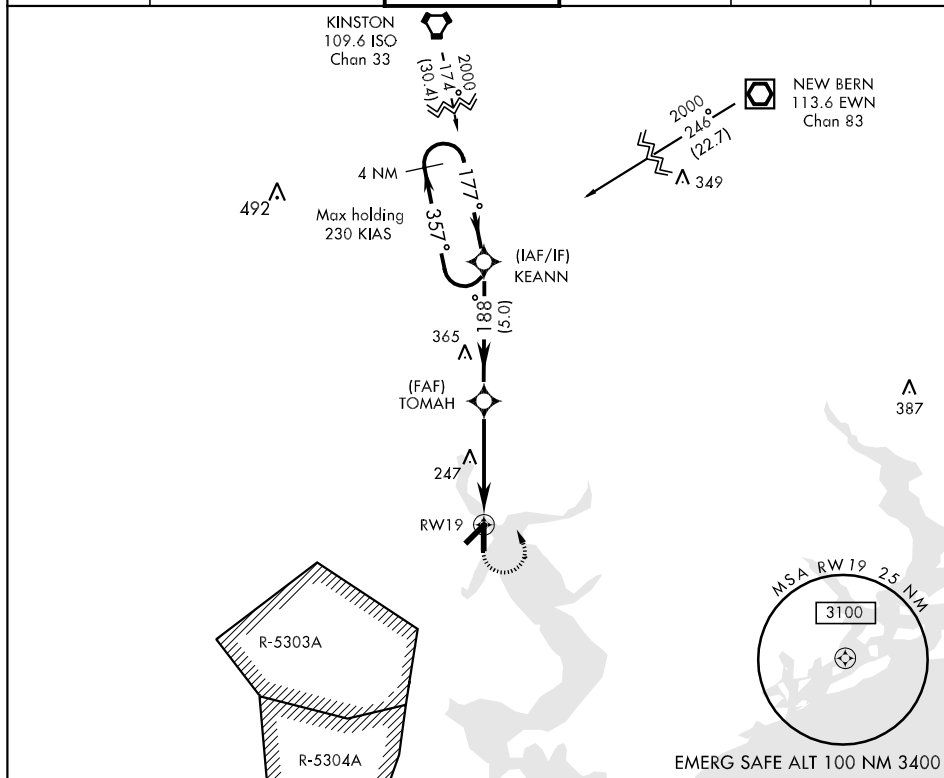 KINSTON
109.6 ISO
Chan 33
2000
174°
(30.4)
NEW BERN
113.6 EWN
Chan 83
2000
246°
(22.7)
349
4 NM
177°
357°
492
Max holding
230 KIAS
(IAF/IF)
KEANN
188°
(5.0)
365
(FAF)
TOMAH
387
247
RW19
MSA RW19 25 NM
3100
R-5303A
R-5304A
EMERG SAFE ALT 100 NM 3400